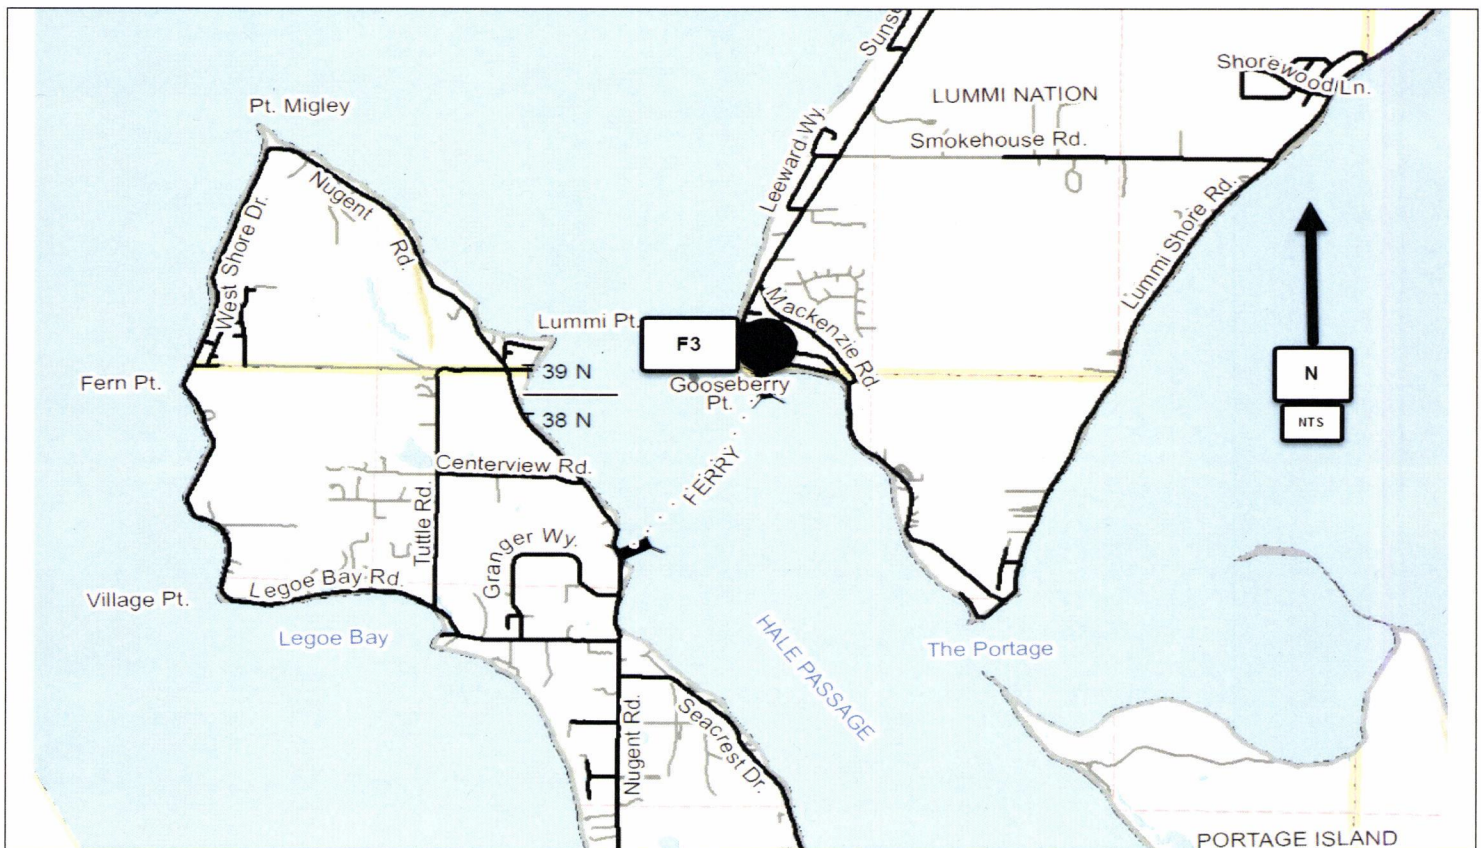 Sunse
Pt. Migley
Shorewood Ln.
LUMMI NATION
Smokehouse Rd.
Leeward Wy.
Nugent
Rd.
West Shore Dr.
Lummi Shore Rd.
Mackenzie Rd.
Lummi Pt.
F3
Fern Pt.
T 39 N
Gooseberry
Pt.
N
NTS
T 38 N
Centerview Rd.
FERRY
Tuttle Rd.
Granger Wy.
Legoe Bay Rd.
Village Pt.
Legoe Bay
HALE PASSAGE
The Portage
Nugent Rd.
Seacrest Dr.
PORTAGE ISLAND